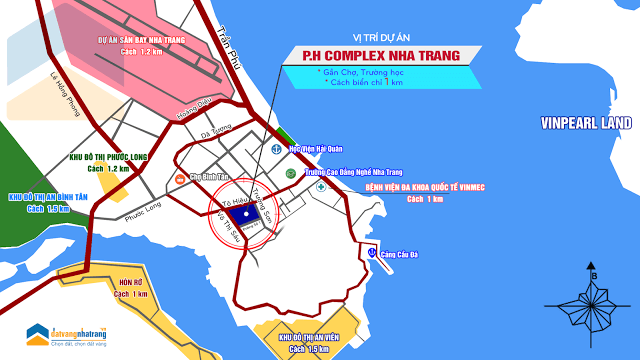 VỊ TRÍ DỰ ÁN
P.H COMPLEX NHA TRANG
* Gần Chợ, Trường học
* Cách biển chỉ 1 km
DỰ ÁN SÂN BAY NHA TRANG
Cách 1.2 km
Trần Phú
Lê Hồng Phong
Hoàng Diệu
Dã Tượng
VINPEARL LAND
Học Viện Hải Quân
KHU ĐÔ THỊ PHƯỚC LONG
Cách 1.2 km
Chợ Bình Tân
Trường Cao Đẳng Nghề Nha Trang
BỆNH VIỆN ĐA KHOA QUỐC TẾ VINMEC
Cách 1 km
KHU ĐÔ THỊ AN BÌNH TÂN
Cách 1.5 km
Phước Long
Tô Hiệu
Trường Sơn
Võ Thị Sáu
Cảng Cầu Đá
HÒN RỚ
Cách 1 km
KHU ĐÔ THỊ AN VIÊN
Cách 1.5 km
datvangnhatrang
Chọn đất, chọn đất vàng